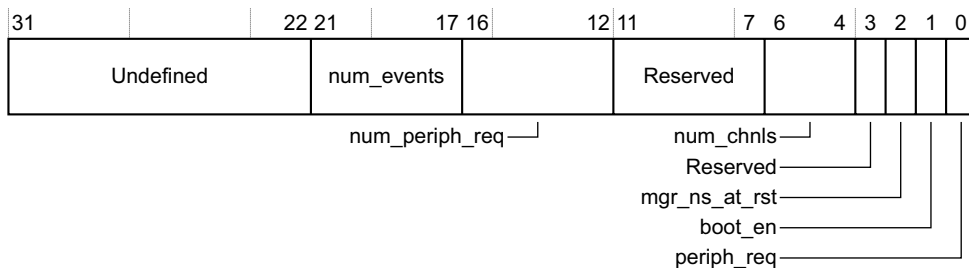 31 22 21 17 16 12 11 7 6 4 3 2 1 0
Undefined num_events Reserved
num_periph_req num_chnls
Reserved
mgr_ns_at_rst
boot_en
periph_req